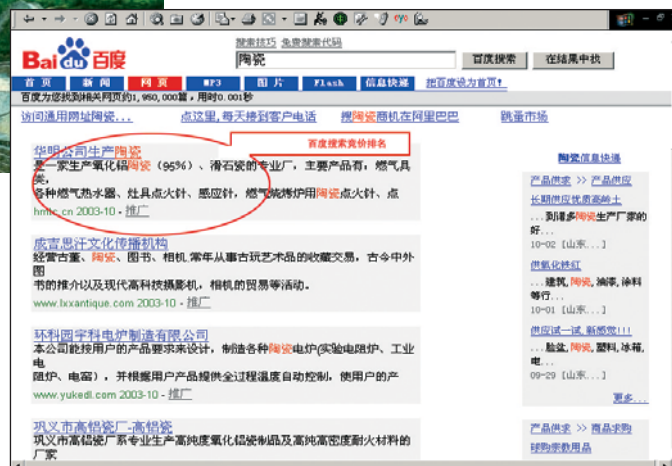 搜索技巧 免费搜索代码
Bai du 百度
陶瓷
百度搜索 在结果中找
首页 新闻 网页 MP3 图片 Flash 信息快递 把百度设为首页!
百度为您找到相关网页约1,950,000篇，用时0.001秒
访问通用网址陶瓷... 点这里,每天接到客户电话 搜陶瓷商机在阿里巴巴 跳蚤市场
百度搜索竞价排名
华明公司生产陶瓷
是一家生产氧化铝陶瓷（95%）、滑石瓷的专业厂，主要产品有，燃气具
类，
各种燃气热水器、灶具点火针、感应针，燃气烧烤炉用陶瓷点火针、点
2003-10 - 推广
成吉思汗文化传播机构
经营古董、陶瓷、图书、相机.常年从事古玩艺术品的收藏交易，古今中外
图
书的推介以及现代高科技摄影机，相机的贸易等活动。
www.lxxantique.com 2003-10 - 推广
环科园宇科电炉制造有限公司
本公司能按用户的产品要求来设计，制造各种陶瓷电炉(实验电阻炉、工业
电
阻炉、电窑），并根据用户产品提供全过程温度自动控制，使用户的产
www.yukedl.com 2003-10 - 推广
巩义市高铝瓷厂-高铝瓷
巩义市高铝瓷厂系专业生产高纯度氧化铝瓷制品及高纯高密度耐火材料的
厂家
陶瓷信息快递
产品供求 >> 产品供应
长期供应优质高岭土
...到诸多陶瓷生产厂家的
好...
10-02 [山东...]
供氧化铁红
...建筑,陶瓷,油漆,涂料
等行...
10-01 [山东...]
供应试一试,新感觉!!!
...脸盆,陶瓷,塑料,冰箱,
电...
09-29 [山东...]
更多...
产品供求 >> 商品求购
球购宗教用品